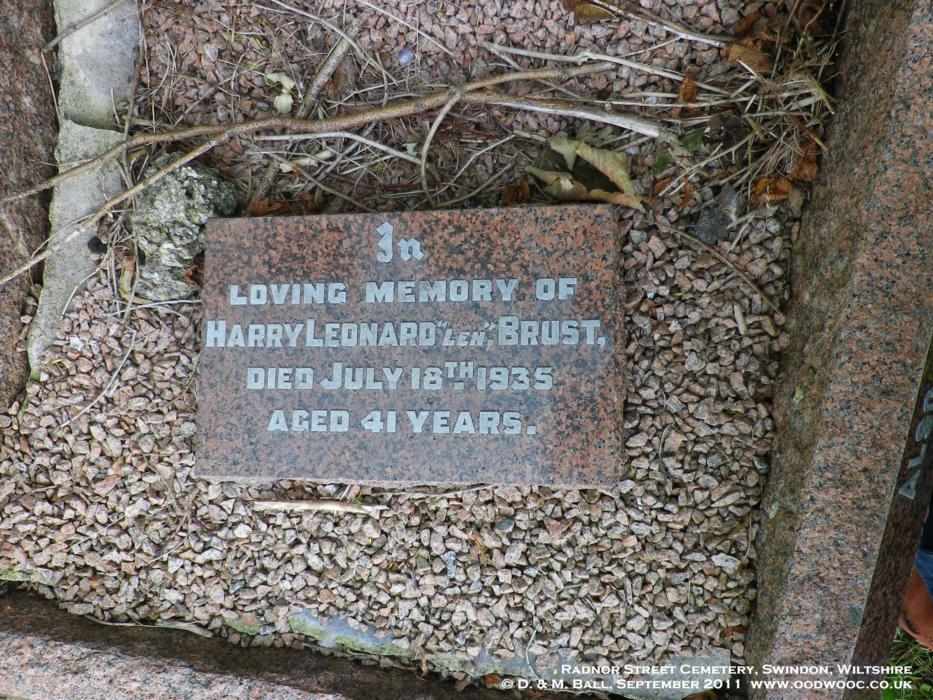 In
LOVING MEMORY OF
HARRY LEONARD "LEN", BRUST,
DIED JULY 18TH 1935
AGED 41 YEARS.
ALSO
RADNOR STREET CEMETERY, SWINDON, WILTSHIRE
© D. & M. BALL. SEPTEMBER 2011 WWW.OODWOOC.CO.UK